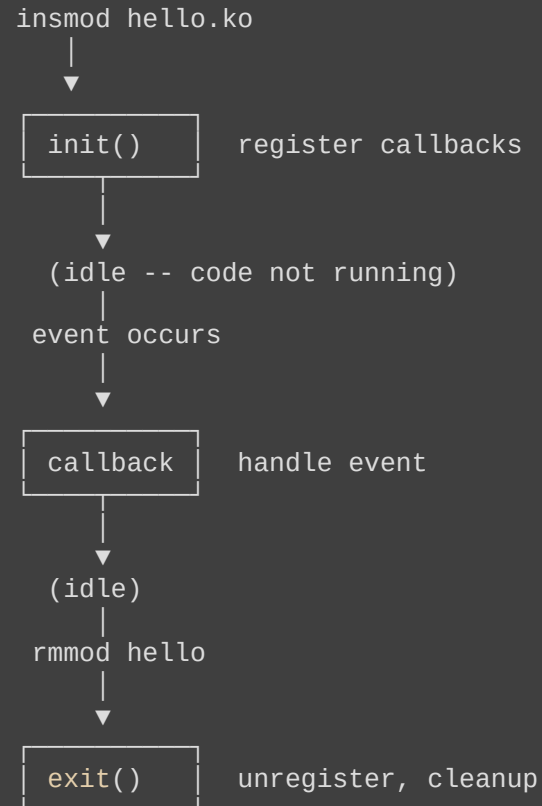 insmod hello.ko
init() register callbacks
(idle -- code not running)
event occurs
callback handle event
(idle)
rmmod hello
exit() unregister, cleanup